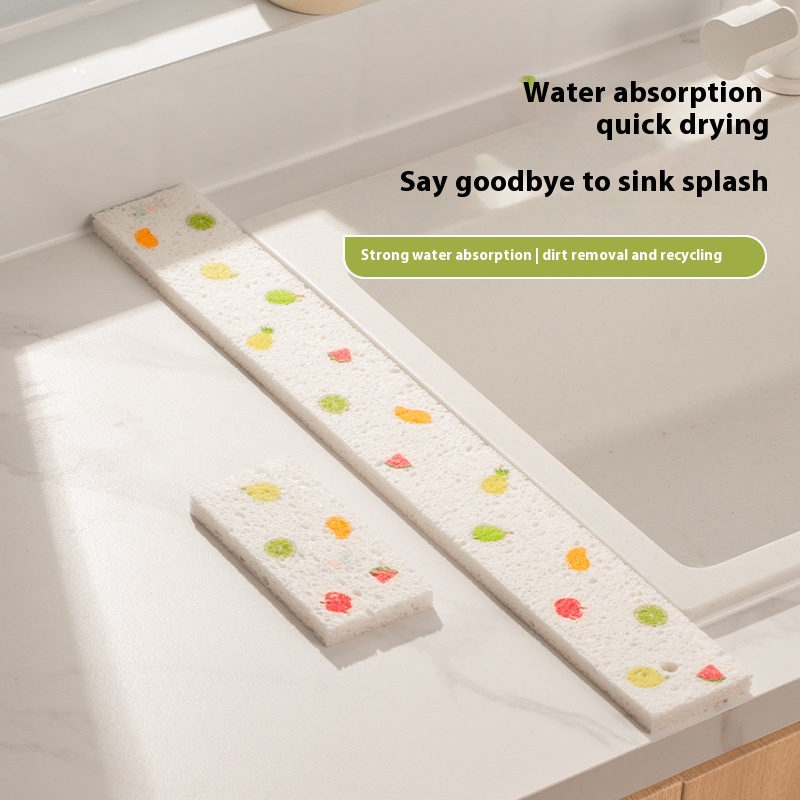 Water absorption
quick drying
Say goodbye to sink splash
Strong water absorption | dirt removal and recycling